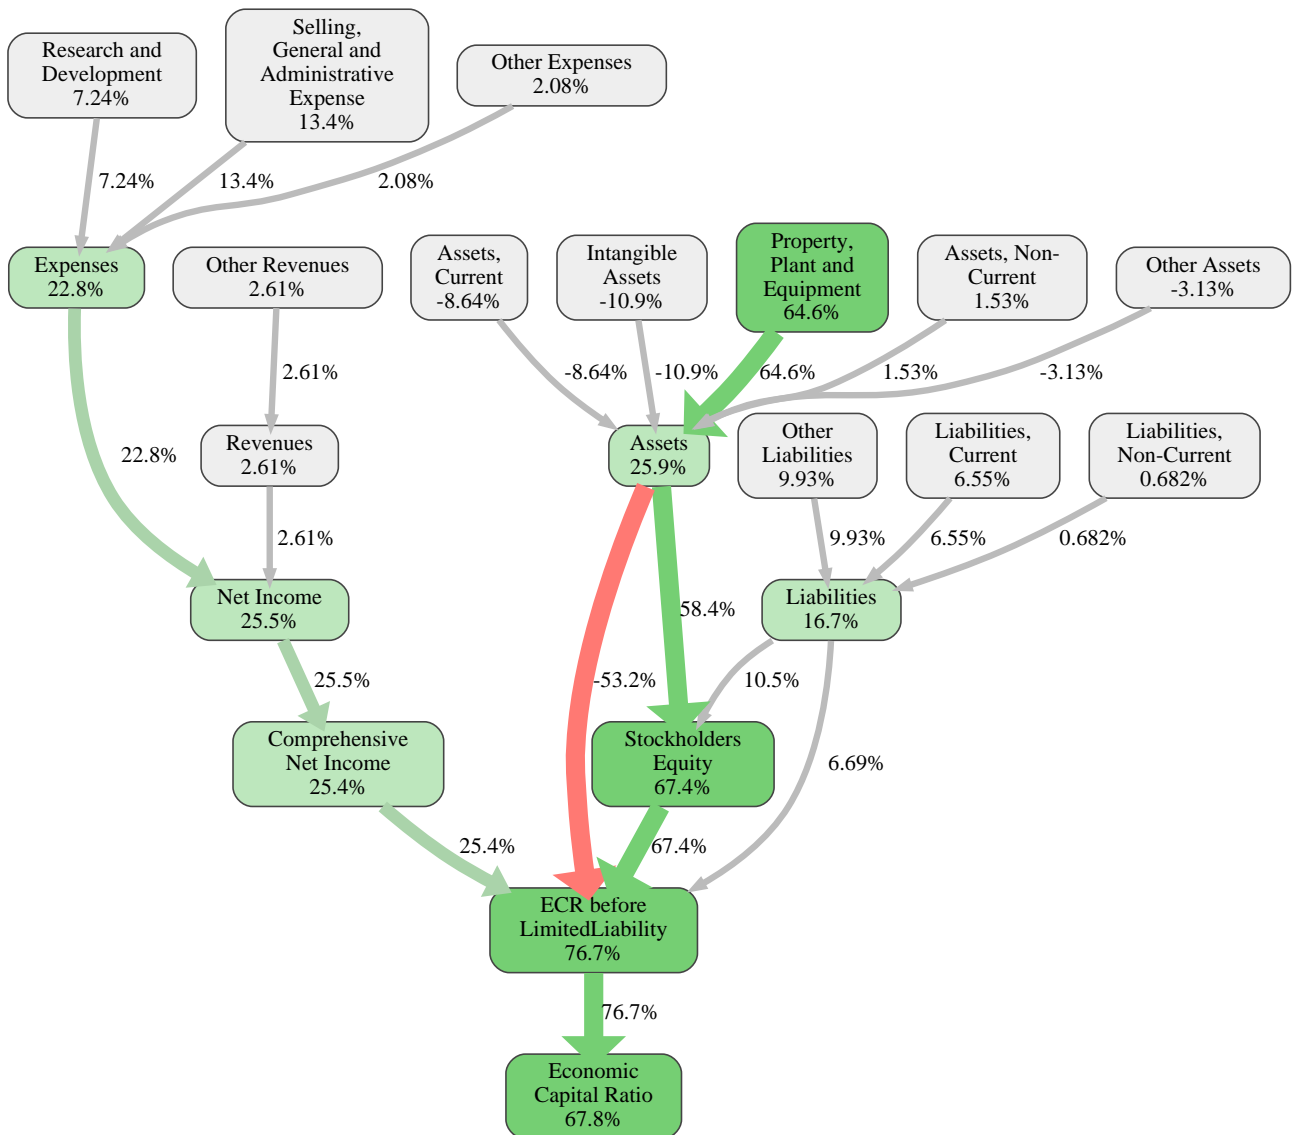 Research and
Development
7.24%
Selling,
General and
Administrative
Expense
13.4%
Other Expenses
2.08%
7.24%
13.4%
2.08%
Expenses
22.8%
Other Revenues
2.61%
Assets,
Current
-8.64%
Intangible
Assets
-10.9%
Property,
Plant and
Equipment
64.6%
Assets, Non-
Current
1.53%
Other Assets
-3.13%
2.61%
-8.64%
-10.9%
64.6%
1.53%
-3.13%
22.8%
Revenues
2.61%
Assets
25.9%
Other
Liabilities
9.93%
Liabilities,
Current
6.55%
Liabilities,
Non-Current
0.682%
2.61%
9.93%
6.55%
0.682%
Net Income
25.5%
58.4%
Liabilities
16.7%
25.5%
-53.2%
10.5%
Comprehensive
Net Income
25.4%
Stockholders
Equity
67.4%
6.69%
25.4%
67.4%
ECR before
LimitedLiability
76.7%
76.7%
Economic
Capital Ratio
67.8%